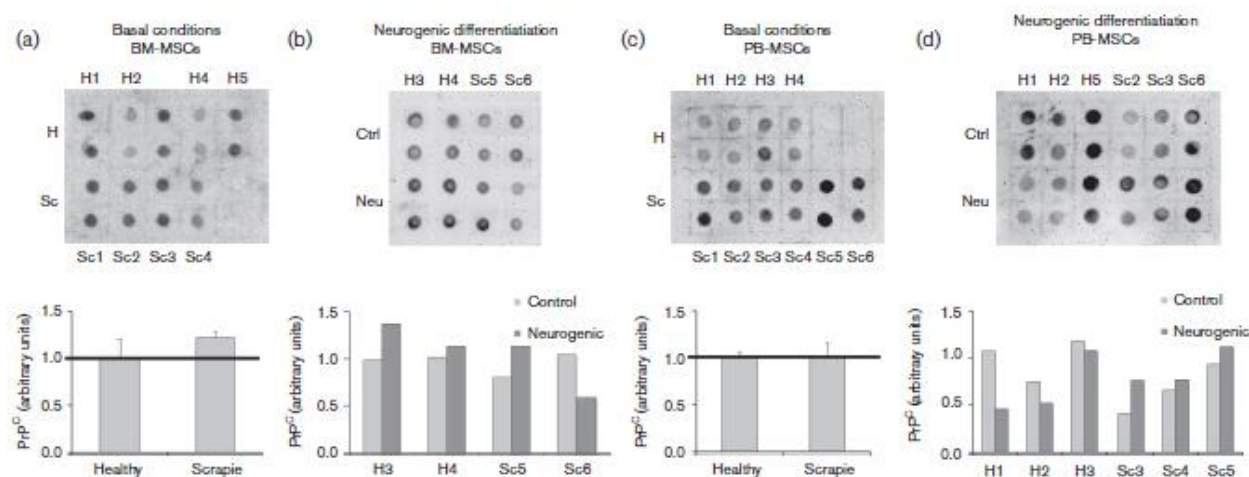 (a) Basal conditions
BM-MSCs
H1 H2 H4 H5
H
Sc
Sc1 Sc2 Sc3 Sc4
PrPC (arbitrary units)
1.5
1.0
0.5
0.0
Healthy Scrapie
(b) Neurogenic differentiatiation
BM-MSCs
H3 H4 Sc5 Sc6
Ctrl
Neu
Control
Neurogenic
PrPC (arbitrary units)
1.5
1.0
0.5
0.0
H3 H4 Sc5 Sc6
(c) Basal conditions
PB-MSCs
H1 H2 H3 H4
H
Sc
Sc1 Sc2 Sc3 Sc4 Sc5 Sc6
PrPC (arbitrary units)
1.5
1.0
0.5
0.0
Healthy Scrapie
(d) Neurogenic differentiatiation
PB-MSCs
H1 H2 H5 Sc2 Sc3 Sc6
Ctrl
Neu
Control
Neurogenic
PrPC (arbitrary units)
1.5
1.0
0.5
0.0
H1 H2 H3 Sc3 Sc4 Sc5